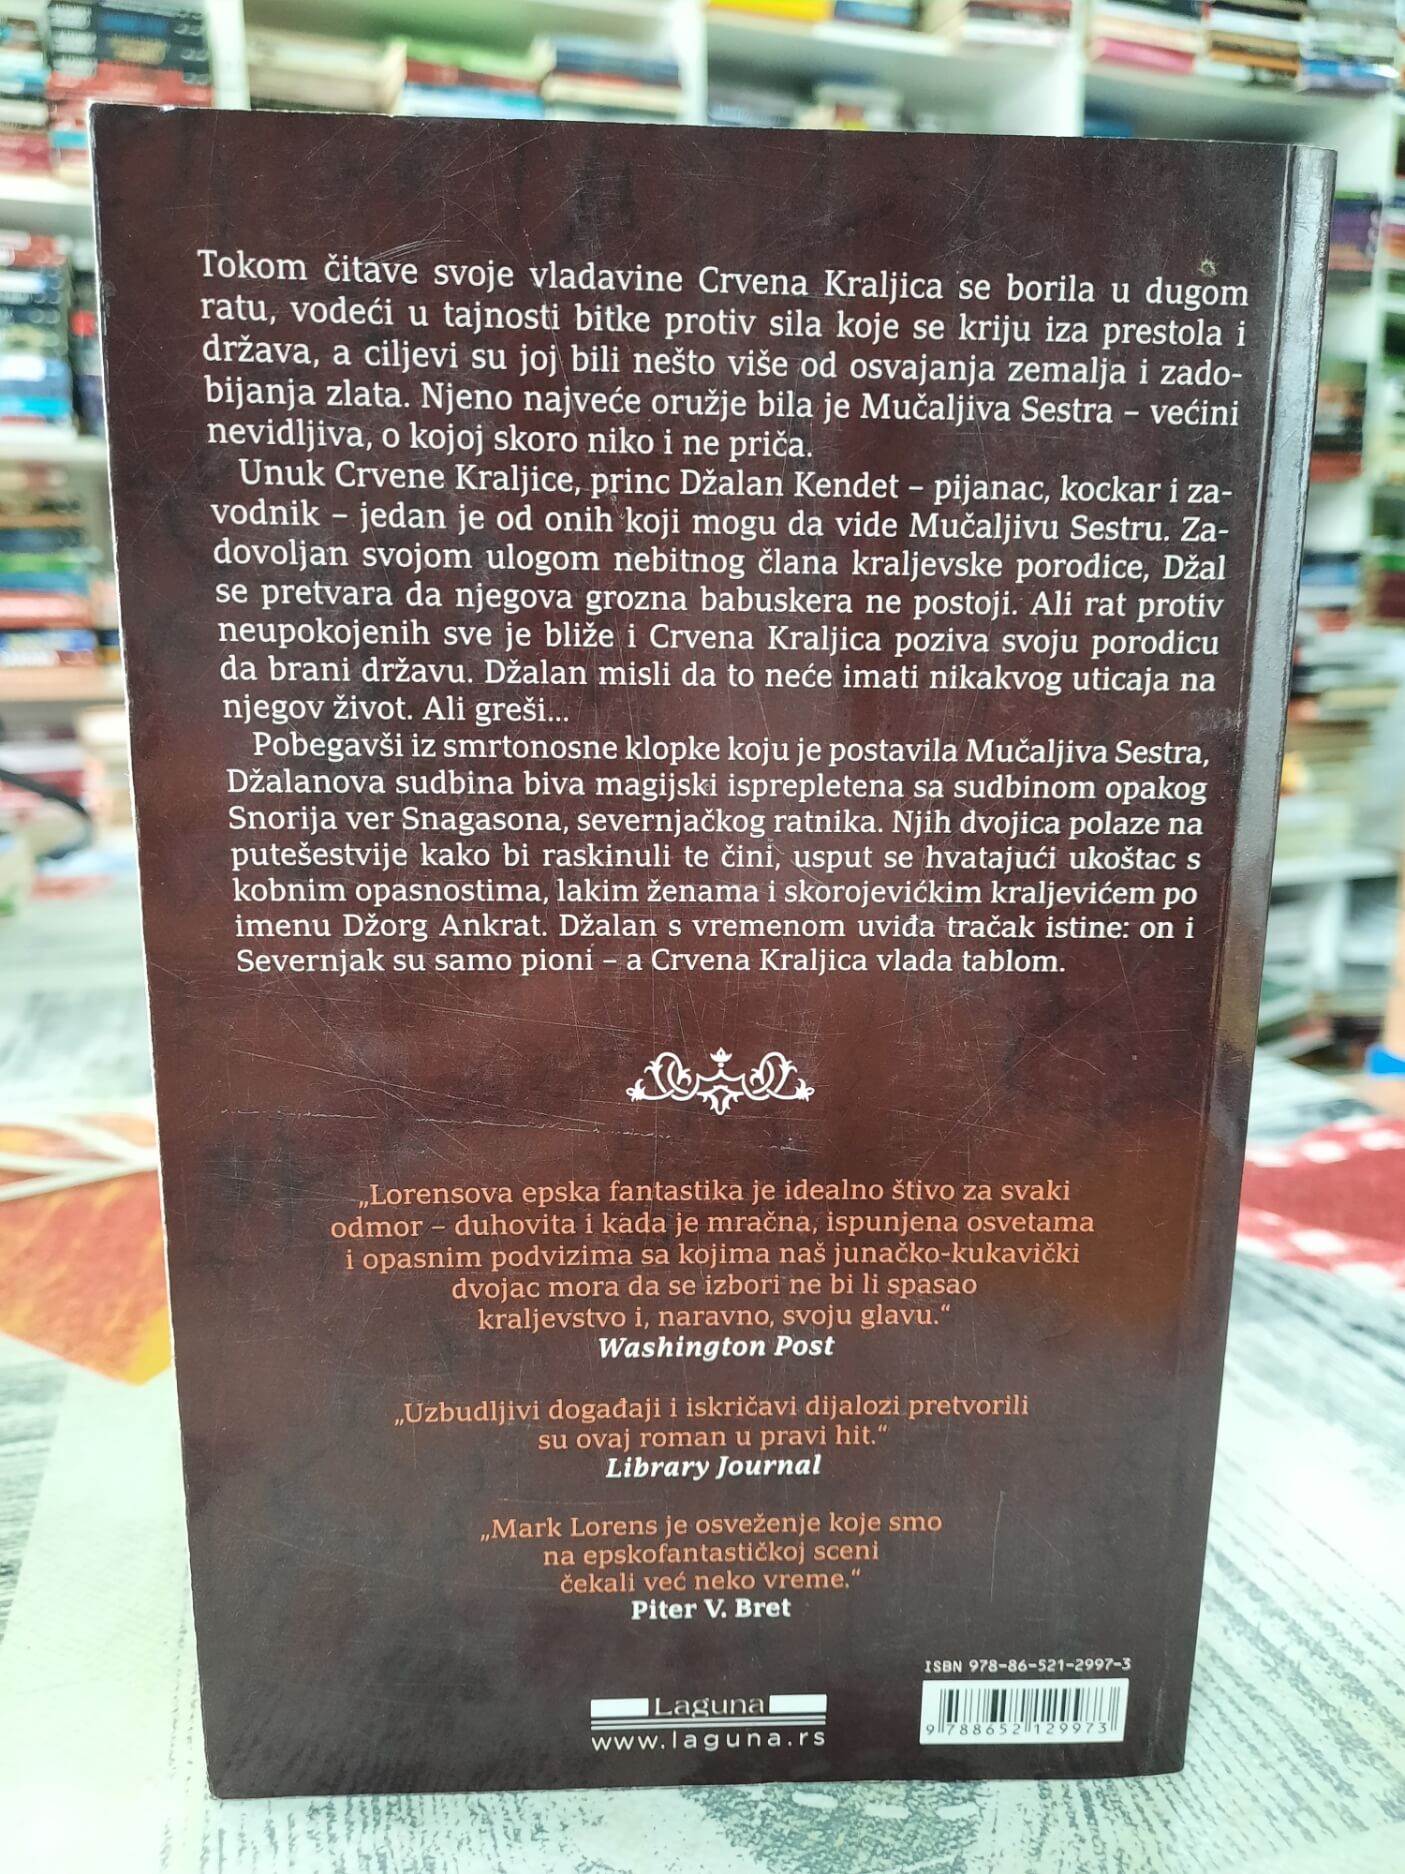 Tokom čitave svoje vladavine Crvena Kraljica se borila u dugom
ratu, vodeći u tajnosti bitke protiv sila koje se kriju iza prestola i
država, a ciljevi su joj bili nešto više od osvajanja zemalja i zado-
bijanja zlata. Njeno najveće oružje bila je Mučaljiva Sestra – većini
nevidljiva, o kojoj skoro niko i ne priča.
Unuk Crvene Kraljice, princ Džalan Kendet – pijanac, kockar i za-
vodnik – jedan je od onih koji mogu da vide Mučaljivu Sestru. Za-
dovoljan svojom ulogom nebitnog člana kraljevske porodice, Džal
se pretvara da njegova grozna babuskera ne postoji. Ali rat protiv
neupokojenih sve je bliže i Crvena Kraljica poziva svoju porodicu
da brani državu. Džalan misli da to neće imati nikakvog uticaja na
njegov život. Ali greši...
Pobegavši iz smrtonosne klopke koju je postavila Mučaljiva Sestra,
Džalanova sudbina biva magijski isprepletena sa sudbinom opakog
Snorija ver Snagasona, severnjačkog ratnika. Njih dvojica polaze na
putešestvije kako bi raskinuli te čini, usput se hvatajući ukoštac s
kobnim opasnostima, lakim ženama i skorojevićkim kraljevićem po
imenu Džorg Ankrat. Džalan s vremenom uviđa tračak istine: on i
Severnjak su samo pioni – a Crvena Kraljica vlada tablom.
„Lorensova epska fantastika je idealno štivo za svaki
odmor – duhovita i kada je mračna, ispunjena osvetama
i opasnim podvizima sa kojima naš junačko-kukavički
dvojac mora da se izbori ne bi li spasao
kraljevstvo i, naravno, svoju glavu.“
Washington Post
„Uzbudljivi događaji i iskričavi dijalozi pretvorili
su ovaj roman u pravi hit.“
Library Journal
„Mark Lorens je osveženje koje smo
na epskofantastičkoj sceni
čekali već neko vreme.“
Piter V. Bret
ISBN 978-86-521-2997-3
Laguna
www.laguna.rs
9 788652 129973